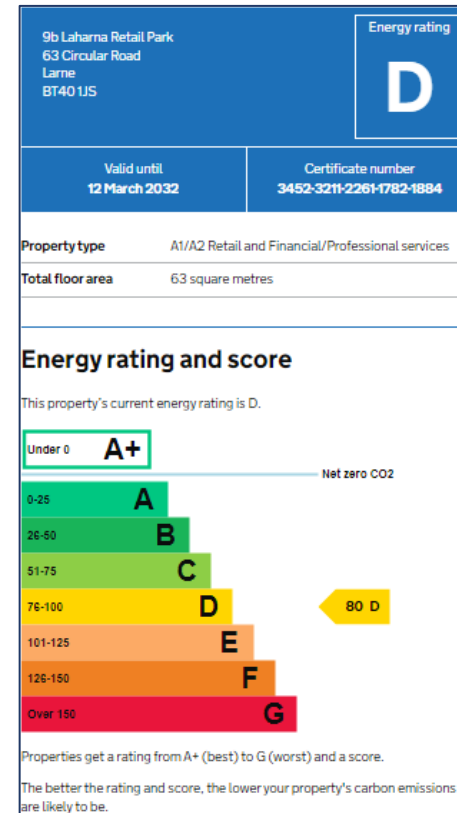 9b Laharna Retail Park
63 Circular Road
Larne
BT40 1JS
Energy rating
D
Valid until
12 March 2032
Certificate number
3452-3211-2261-1782-1884
Property type A1/A2 Retail and Financial/Professional services
Total floor area 63 square metres
Energy rating and score
This property's current energy rating is D.
Under 0 A+
Net zero CO2
0-25 A
26-50 B
51-75 C
76-100 D 80 D
101-125 E
126-150 F
Over 150 G
Properties get a rating from A+ (best) to G (worst) and a score.
The better the rating and score, the lower your property's carbon emissions
are likely to be.